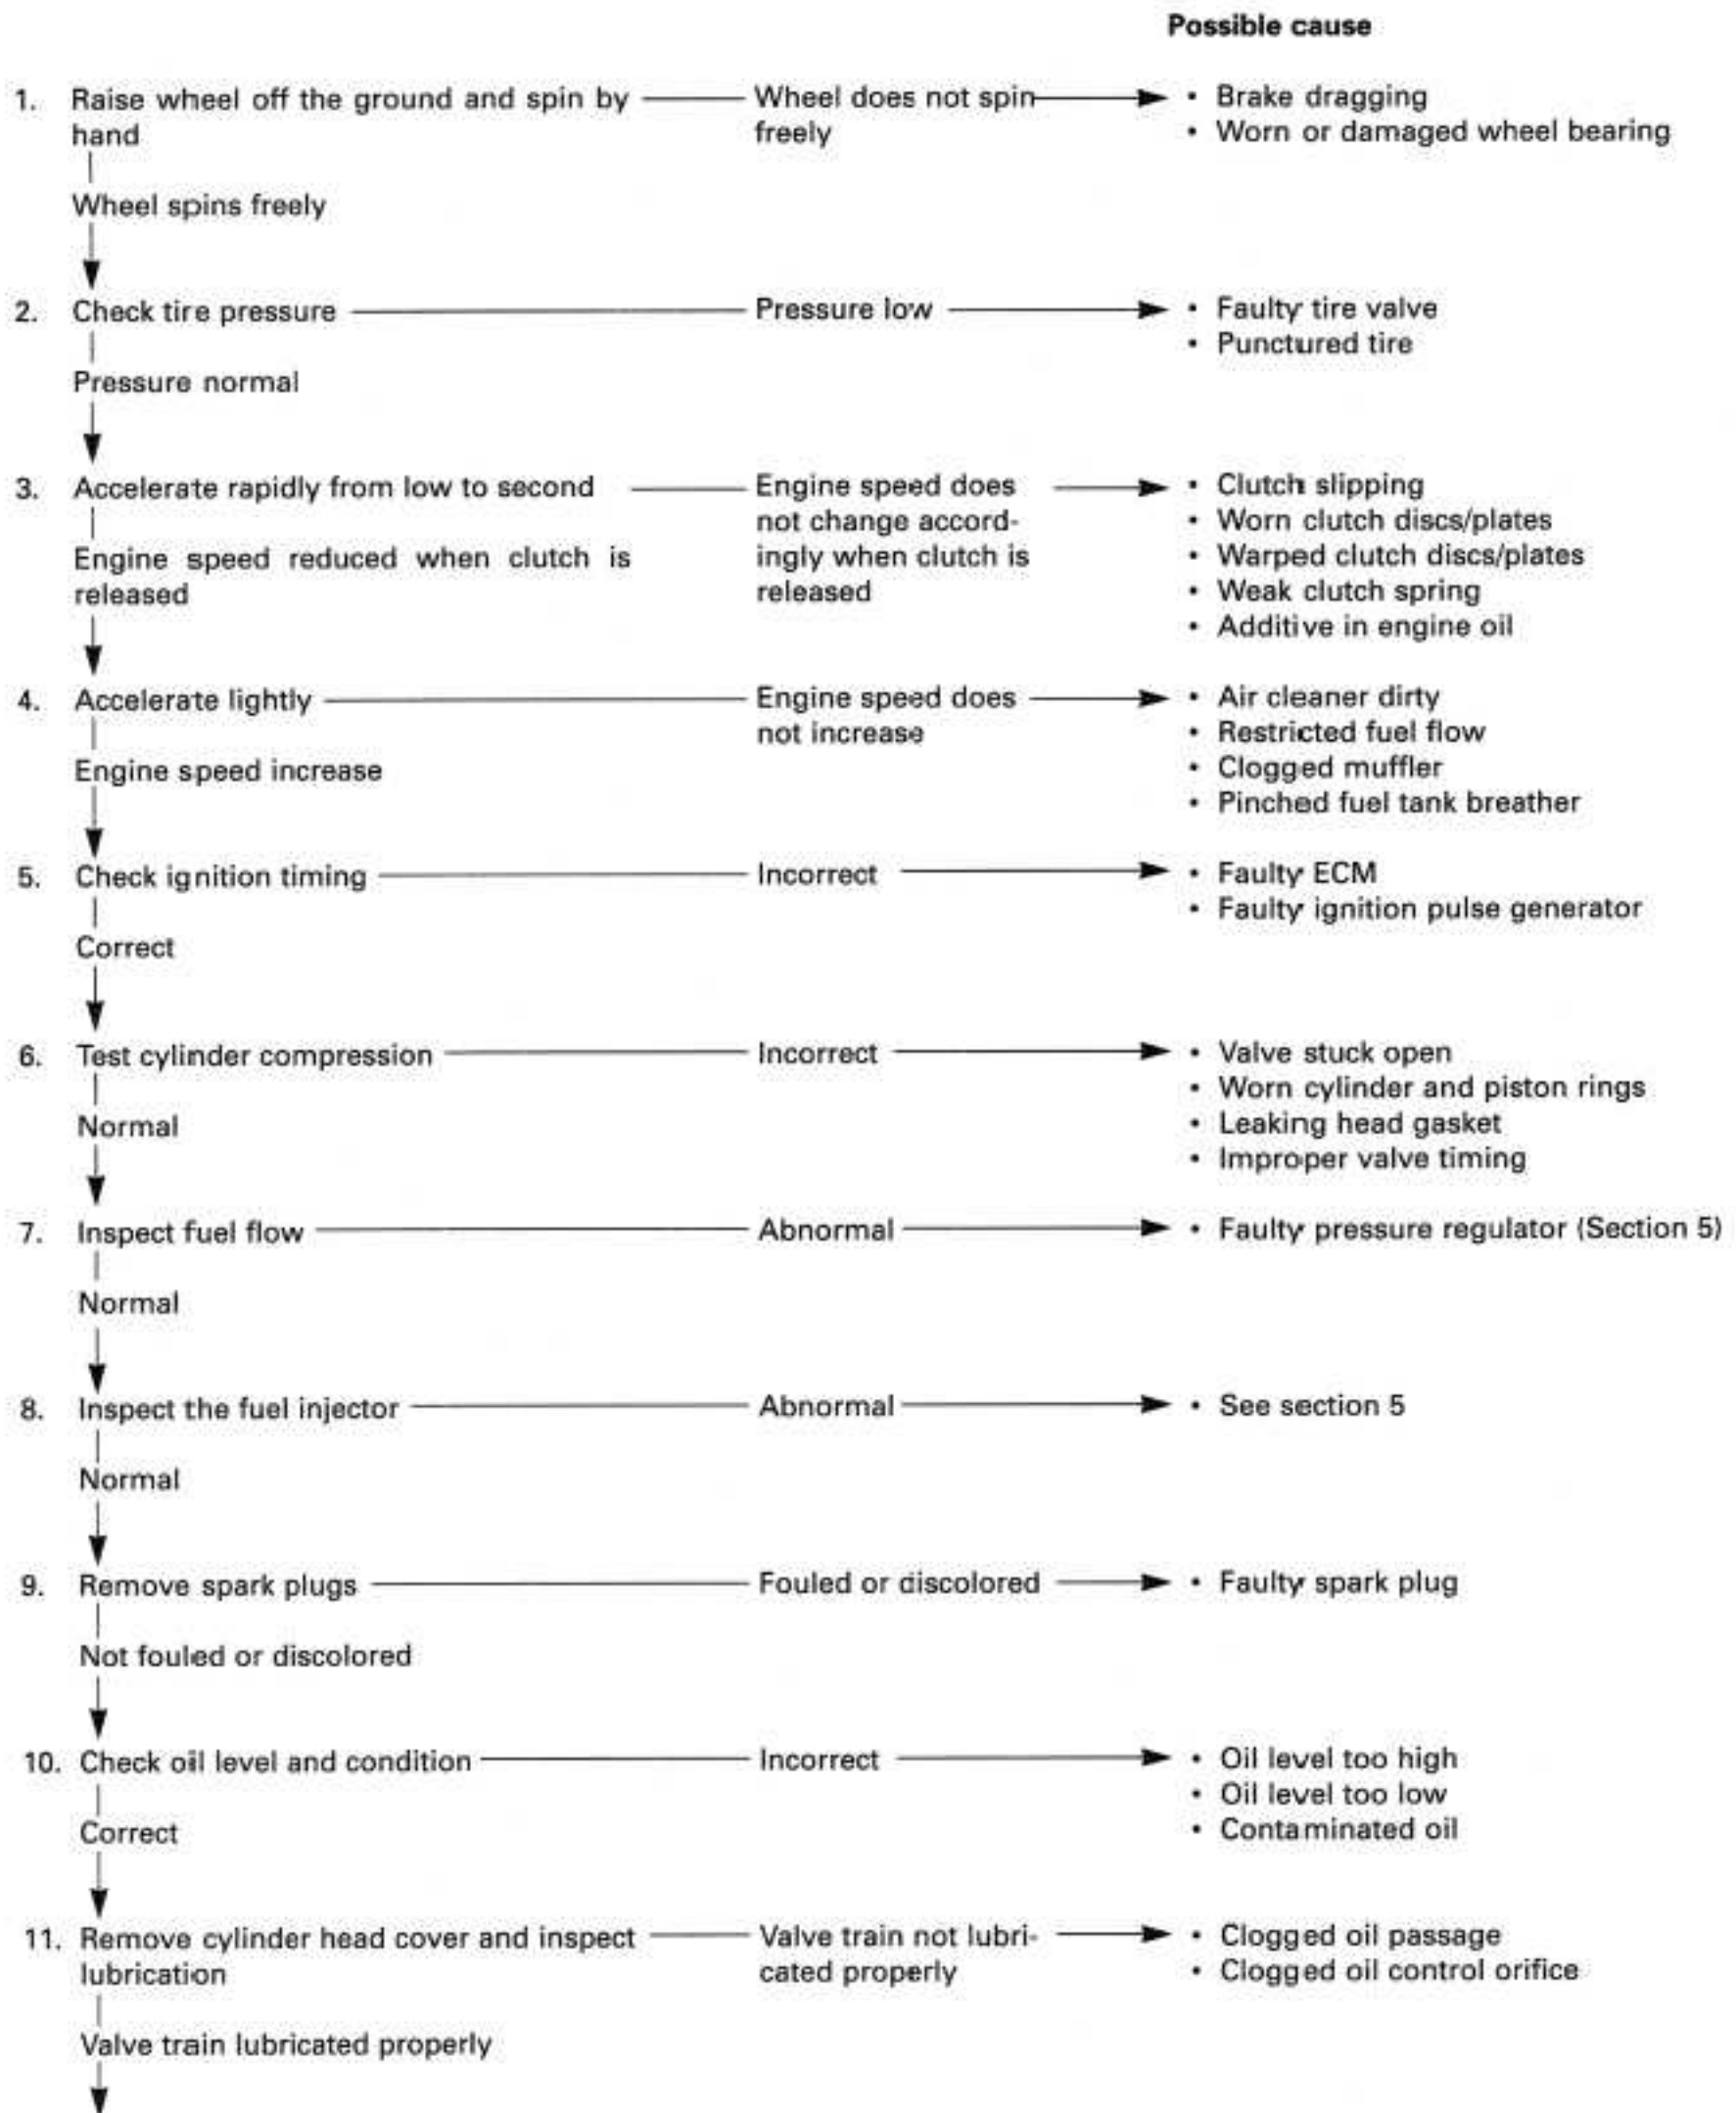 Possible cause
1. Raise wheel off the ground and spin by hand
Wheel does not spin freely
• Brake dragging
• Worn or damaged wheel bearing
Wheel spins freely
2. Check tire pressure
Pressure low
• Faulty tire valve
• Punctured tire
Pressure normal
3. Accelerate rapidly from low to second
Engine speed does
not change accord-
ingly when clutch is
released
• Clutch slipping
• Worn clutch discs/plates
• Warped clutch discs/plates
• Weak clutch spring
• Additive in engine oil
Engine speed reduced when clutch is
released
4. Accelerate lightly
Engine speed does
not increase
• Air cleaner dirty
• Restricted fuel flow
• Clogged muffler
• Pinched fuel tank breather
Engine speed increase
5. Check ignition timing
Incorrect
• Faulty ECM
• Faulty ignition pulse generator
Correct
6. Test cylinder compression
Incorrect
• Valve stuck open
• Worn cylinder and piston rings
• Leaking head gasket
• Improper valve timing
Normal
7. Inspect fuel flow
Abnormal
• Faulty pressure regulator (Section 5)
Normal
8. Inspect the fuel injector
Abnormal
• See section 5
Normal
9. Remove spark plugs
Fouled or discolored
• Faulty spark plug
Not fouled or discolored
10. Check oil level and condition
Incorrect
• Oil level too high
• Oil level too low
• Contaminated oil
Correct
11. Remove cylinder head cover and inspect
lubrication
Valve train not lubri-
cated properly
• Clogged oil passage
• Clogged oil control orifice
Valve train lubricated properly